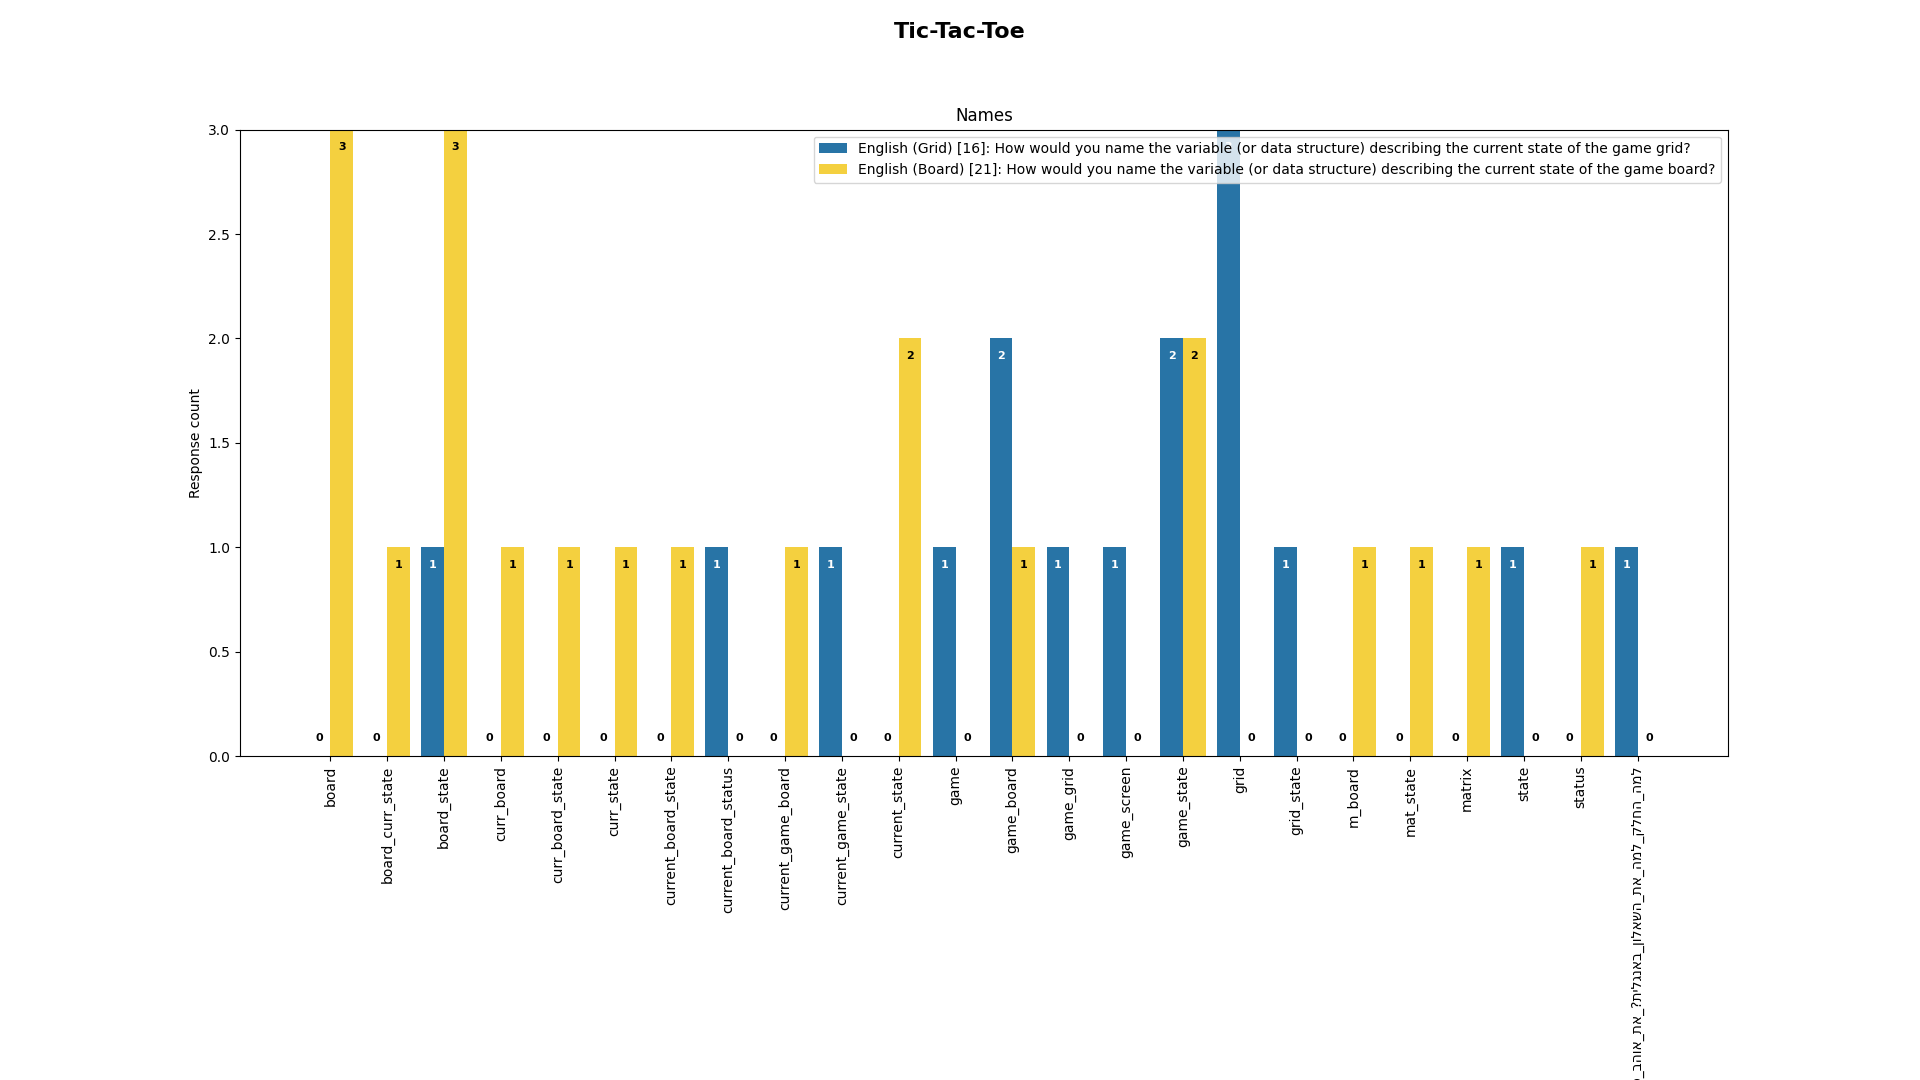 Tic-Tac-Toe
Names
English (Grid) [16]: How would you name the variable (or data structure) describing the current state of the game grid?
English (Board) [21]: How would you name the variable (or data structure) describing the current state of the game board?
Response count
3.0
2.5
2.0
1.5
1.0
0.5
0.0
0 3
0 1
1 3
0 1
0 1
0 1
0 1
1 0
0 1
1 0
0 2
1 0
2 1
1 0
1 0
2 2
0
1 0
0 1
0 1
0 1
1 0
0 1
1 0
board
board_curr_state
board_state
curr_board
curr_board_state
curr_state
current_board_state
current_board_status
current_game_board
current_game_state
current_state
game
game_board
game_grid
game_screen
game_state
grid
grid_state
m_board
mat_state
matrix
state
status
למה_החלק_למה_את_השאלון_באנגלית?_את_אוהב_